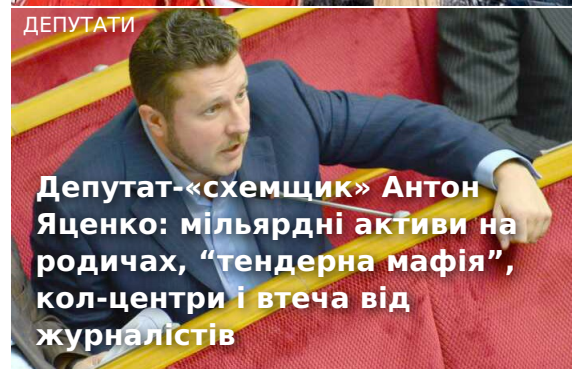 ДЕПУТАТИ
Депутат-«схемщик» Антон
Яценко: мільярдні активи на
родичах, “тендерна мафія”,
кол-центри і втеча від
журналістів